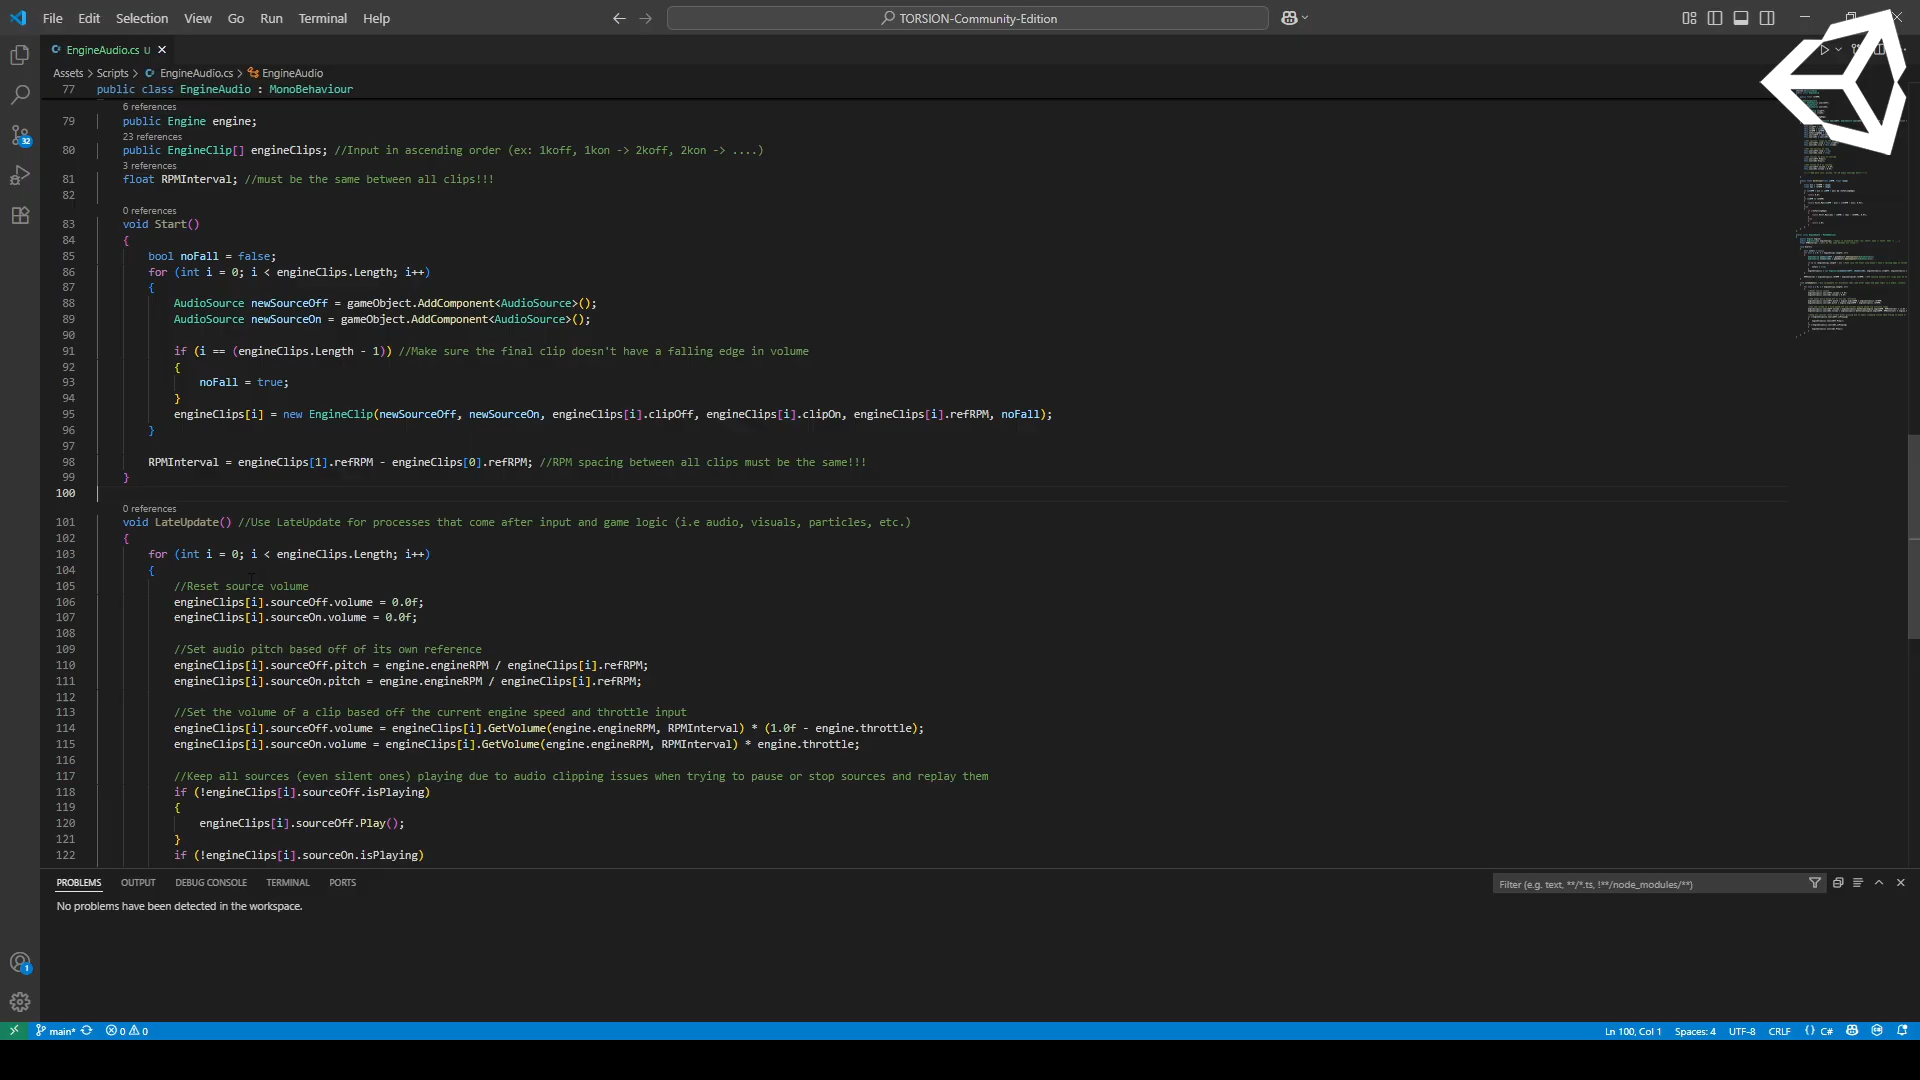 File Edit Selection View Go Run Terminal Help
TORSION-Community-Edition
EngineAudio.cs U
Assets > Scripts > EngineAudio.cs > EngineAudio
77 public class EngineAudio : MonoBehaviour
6 references
79 public Engine engine;
23 references
80 public EngineClip[] engineClips; //Input in ascending order (ex: 1koff, 1kon -> 2koff, 2kon -> ....)
3 references
81 float RPMInterval; //must be the same between all clips!!!
82
0 references
83 void Start()
84 {
85 bool noFall = false;
86 for (int i = 0; i < engineClips.Length; i++)
87 {
88 AudioSource newSourceOff = gameObject.AddComponent<AudioSource>();
89 AudioSource newSourceOn = gameObject.AddComponent<AudioSource>();
90
91 if (i == (engineClips.Length - 1)) //Make sure the final clip doesn't have a falling edge in volume
92 {
93 noFall = true;
94 }
95 engineClips[i] = new EngineClip(newSourceOff, newSourceOn, engineClips[i].clipOff, engineClips[i].clipOn, engineClips[i].refRPM, noFall);
96 }
97
98 RPMInterval = engineClips[1].refRPM - engineClips[0].refRPM; //RPM spacing between all clips must be the same!!!
99 }
100
0 references
101 void LateUpdate() //Use LateUpdate for processes that come after input and game logic (i.e audio, visuals, particles, etc.)
102 {
103 for (int i = 0; i < engineClips.Length; i++)
104 {
105 //Reset source volume
106 engineClips[i].sourceOff.volume = 0.0f;
107 engineClips[i].sourceOn.volume = 0.0f;
108
109 //Set audio pitch based off of its own reference
110 engineClips[i].sourceOff.pitch = engine.engineRPM / engineClips[i].refRPM;
111 engineClips[i].sourceOn.pitch = engine.engineRPM / engineClips[i].refRPM;
112
113 //Set the volume of a clip based off the current engine speed and throttle input
114 engineClips[i].sourceOff.volume = engineClips[i].GetVolume(engine.engineRPM, RPMInterval) * (1.0f - engine.throttle);
115 engineClips[i].sourceOn.volume = engineClips[i].GetVolume(engine.engineRPM, RPMInterval) * engine.throttle;
116
117 //Keep all sources (even silent ones) playing due to audio clipping issues when trying to pause or stop sources and replay them
118 if (!engineClips[i].sourceOff.isPlaying)
119 {
120 engineClips[i].sourceOff.Play();
121 }
122 if (!engineClips[i].sourceOn.isPlaying)
PROBLEMS OUTPUT DEBUG CONSOLE TERMINAL PORTS
Filter (e.g. text, **/*.ts, !**/node_modules/**)
No problems have been detected in the workspace.
32
1
main* 0 0
Ln 100, Col 1 Spaces: 4 UTF-8 CRLF {} C#